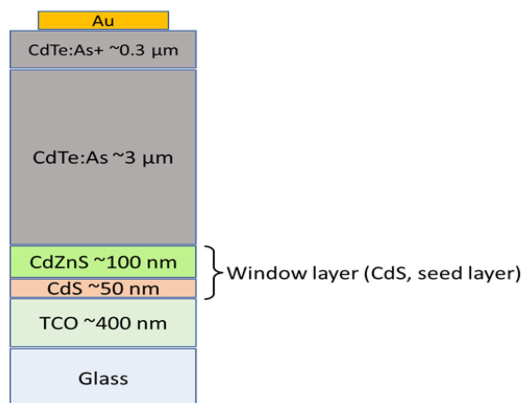 Au
CdTe:As+ ~0.3 µm
CdTe:As ~3 µm
CdZnS ~100 nm
Window layer (CdS, seed layer)
CdS ~50 nm
TCO ~400 nm
Glass